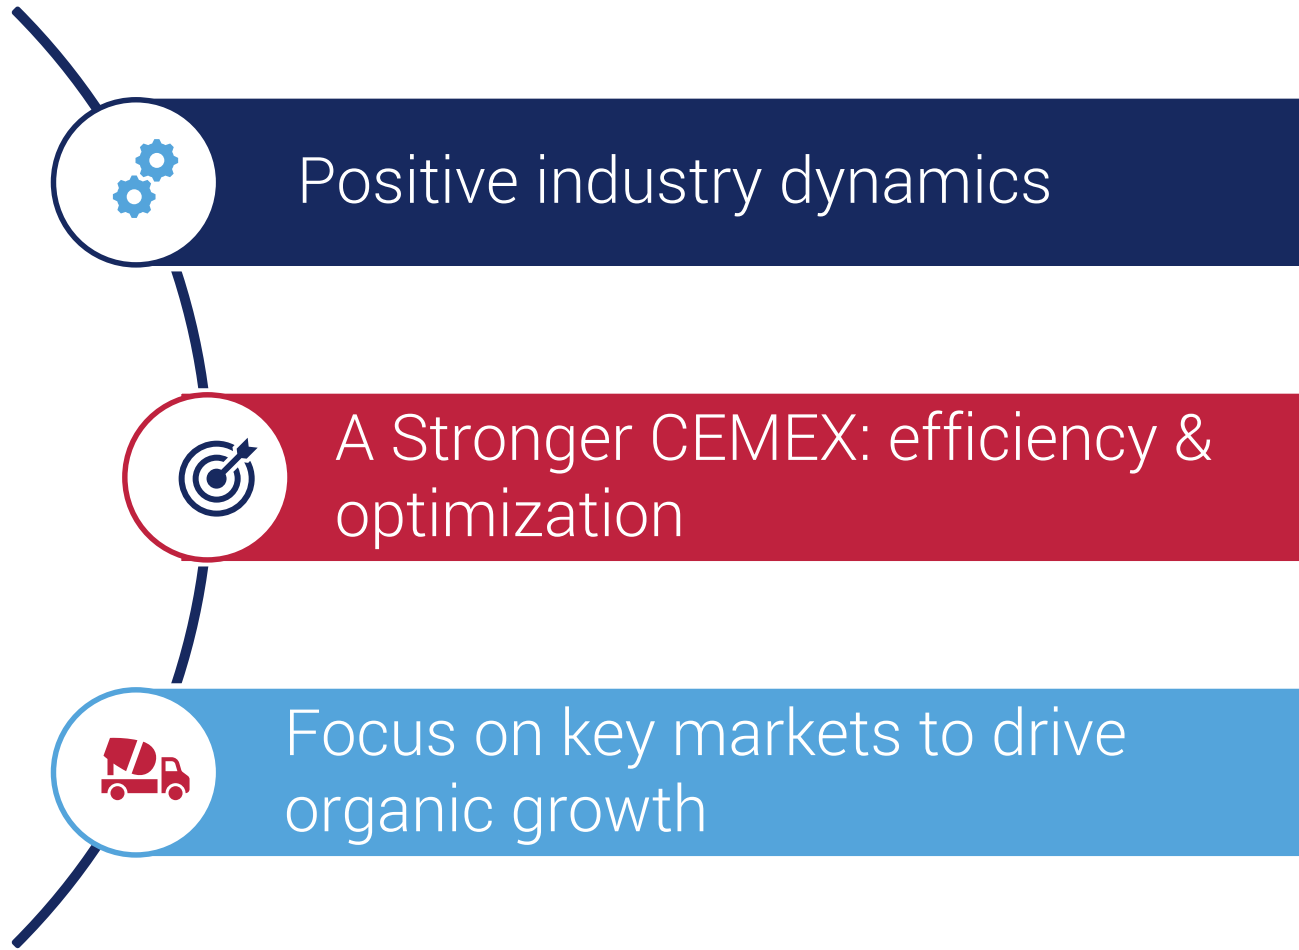 Positive industry dynamics
A Stronger CEMEX: efficiency &
optimization
Focus on key markets to drive
organic growth